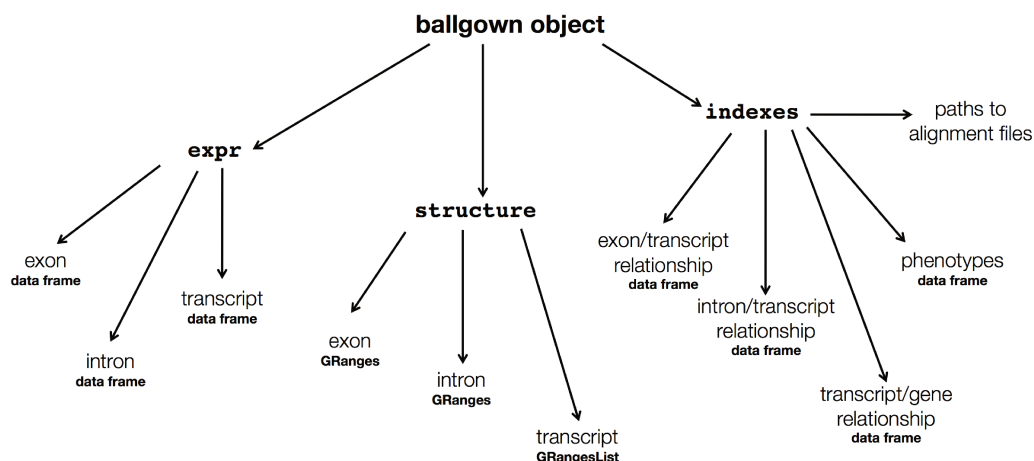 ballgown object
expr
exon
data frame
intron
data frame
transcript
data frame
structure
exon
GRanges
intron
GRanges
transcript
GRangesList
indexes
exon/transcript
relationship
data frame
intron/transcript
relationship
data frame
transcript/gene
relationship
data frame
phenotypes
data frame
paths to
alignment files